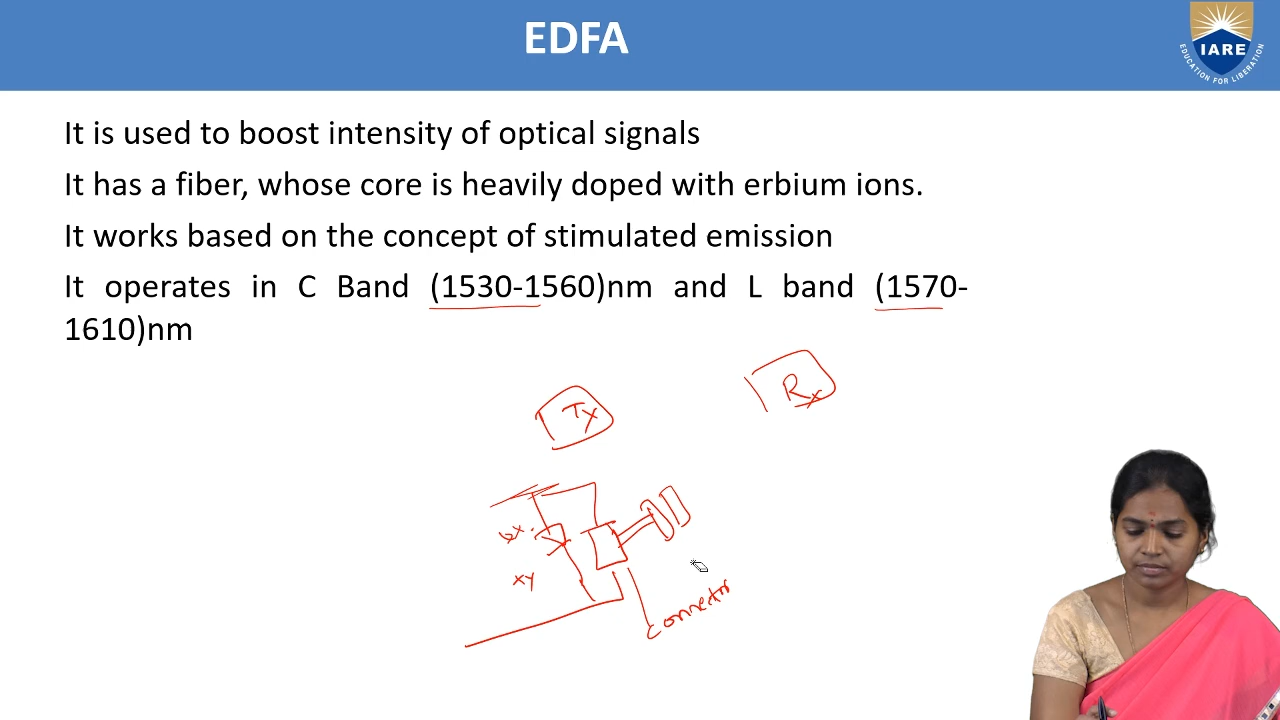 EDFA
IARE
EDUCATION FOR LIBERATION
It is used to boost intensity of optical signals
It has a fiber, whose core is heavily doped with erbium ions.
It works based on the concept of stimulated emission
It operates in C Band (1530-1560)nm and L band (1570-
1610)nm
Rx
Tx
xy